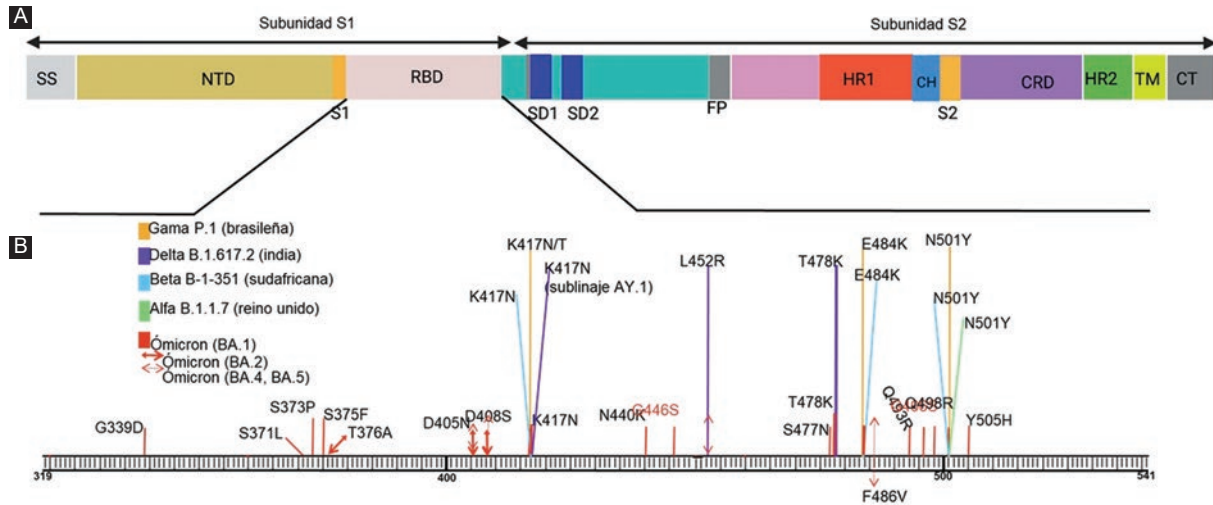 A
Subunidad S1
Subunidad S2
SS
NTD
RBD
HR1
CH
CRD
HR2
TM
CT
S1
SD1
SD2
FP
S2
B
Gama P.1 (brasileña)
Delta B.1.617.2 (india)
Beta B-1-351 (sudafricana)
Alfa B.1.1.7 (reino unido)
Ómicron (BA.1)
Ómicron (BA.2)
Ómicron (BA.4, BA.5)
K417N/T
K417N
(sublinaje AY.1)
K417N
L452R
T478K
E484K
E484K
N501Y
N501Y
N501Y
G339D
S371L
S373P
S375F
T376A
D405N
D408S
K417N
N440K
G446S
T478K
S477N
Q493R
Q498R
Y505H
F486V
319
400
500
541